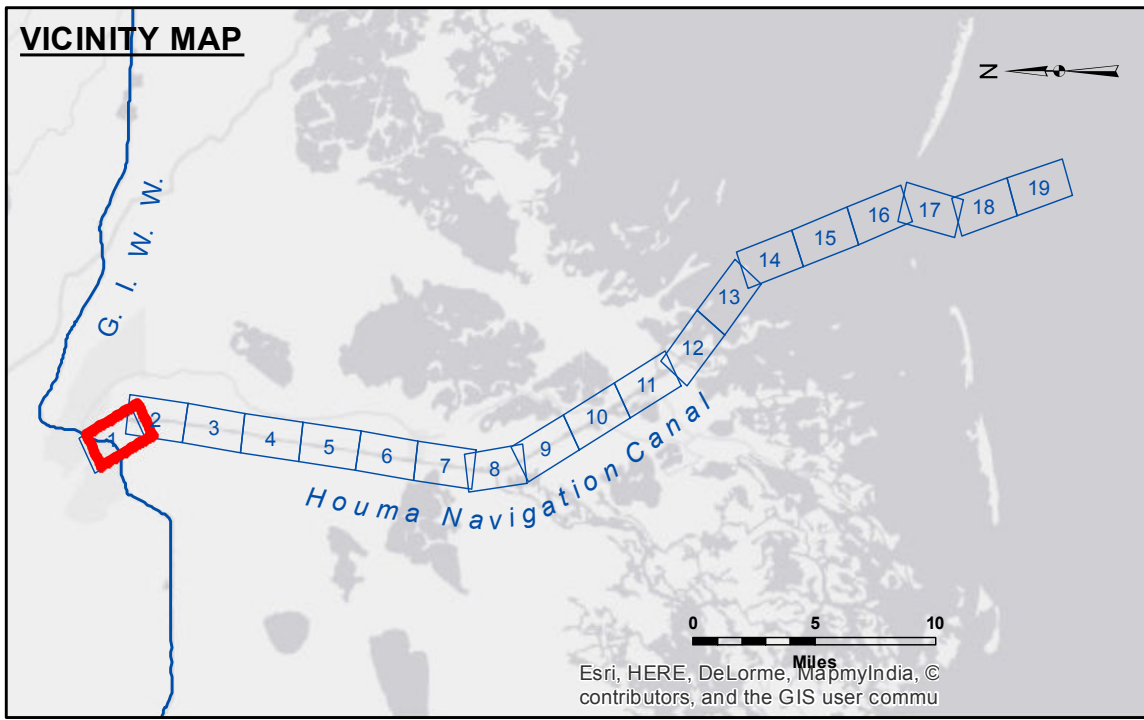 VICINITY MAP
N
G. I. W. W.
1
2
3
4
5
6
7
8
9
10
11
12
13
14
15
16
17
18
19
Houma Navigation Canal
0 5 10
Miles
Esri, HERE, DeLorme, MapmyIndia, ©
contributors, and the GIS user commu